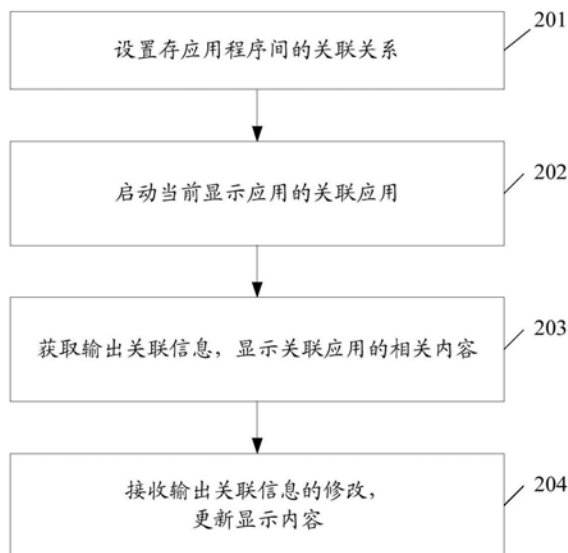 设置存应用程序间的关联关系
201
启动当前显示应用的关联应用
202
获取输出关联信息，显示关联应用的相关内容
203
接收输出关联信息的修改，
更新显示内容
204